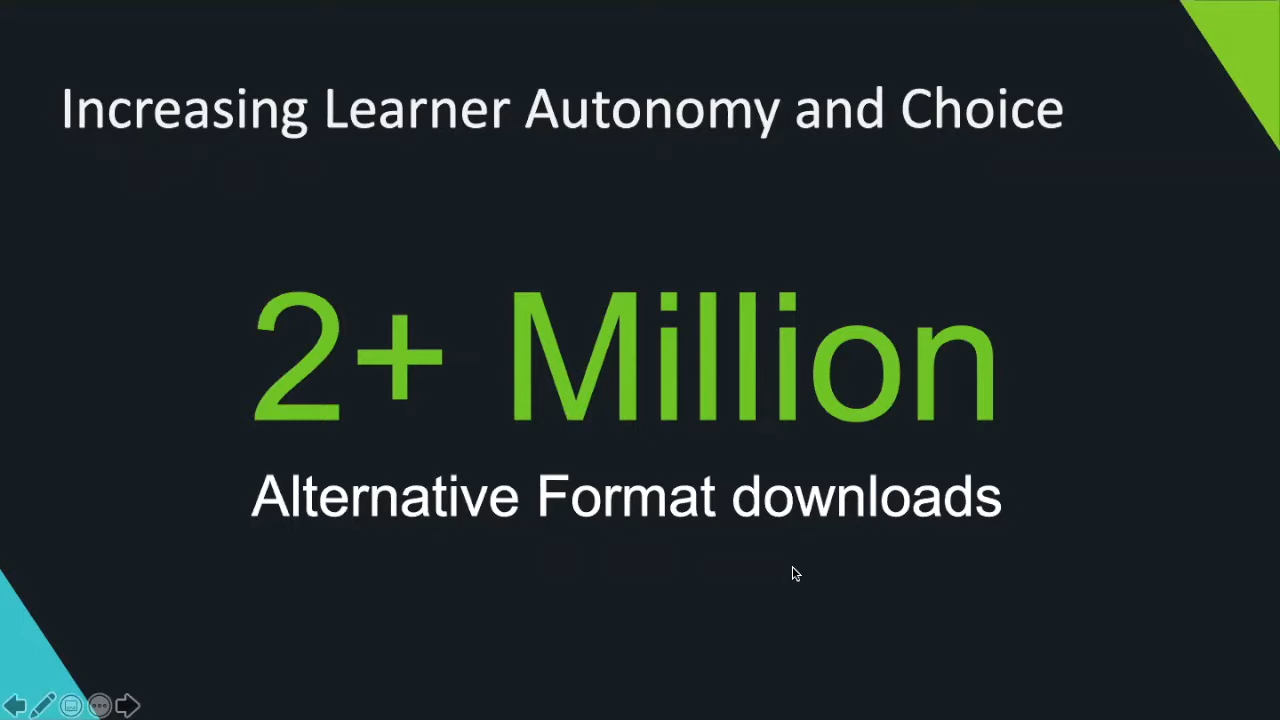 Increasing Learner Autonomy and Choice
2+ Million
Alternative Format downloads